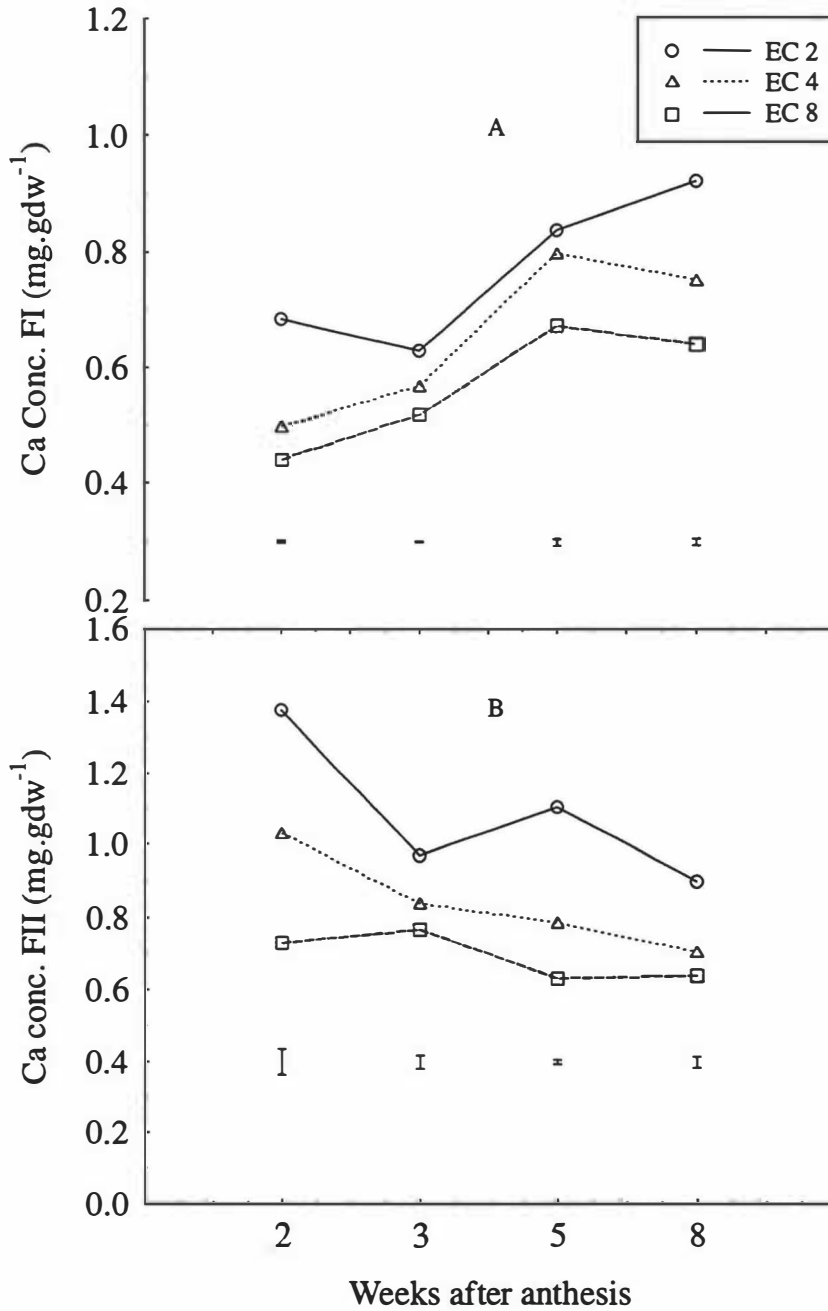 1.2
EC 2
EC 4
EC 8
A
1.0
0.8
0.6
0.4
0.2
Ca Conc. FI (mg.gdw⁻¹)
1.6
B
1.4
1.2
1.0
0.8
0.6
0.4
0.2
0.0
Ca conc. FII (mg.gdw⁻¹)
2 3 5 8
Weeks after anthesis